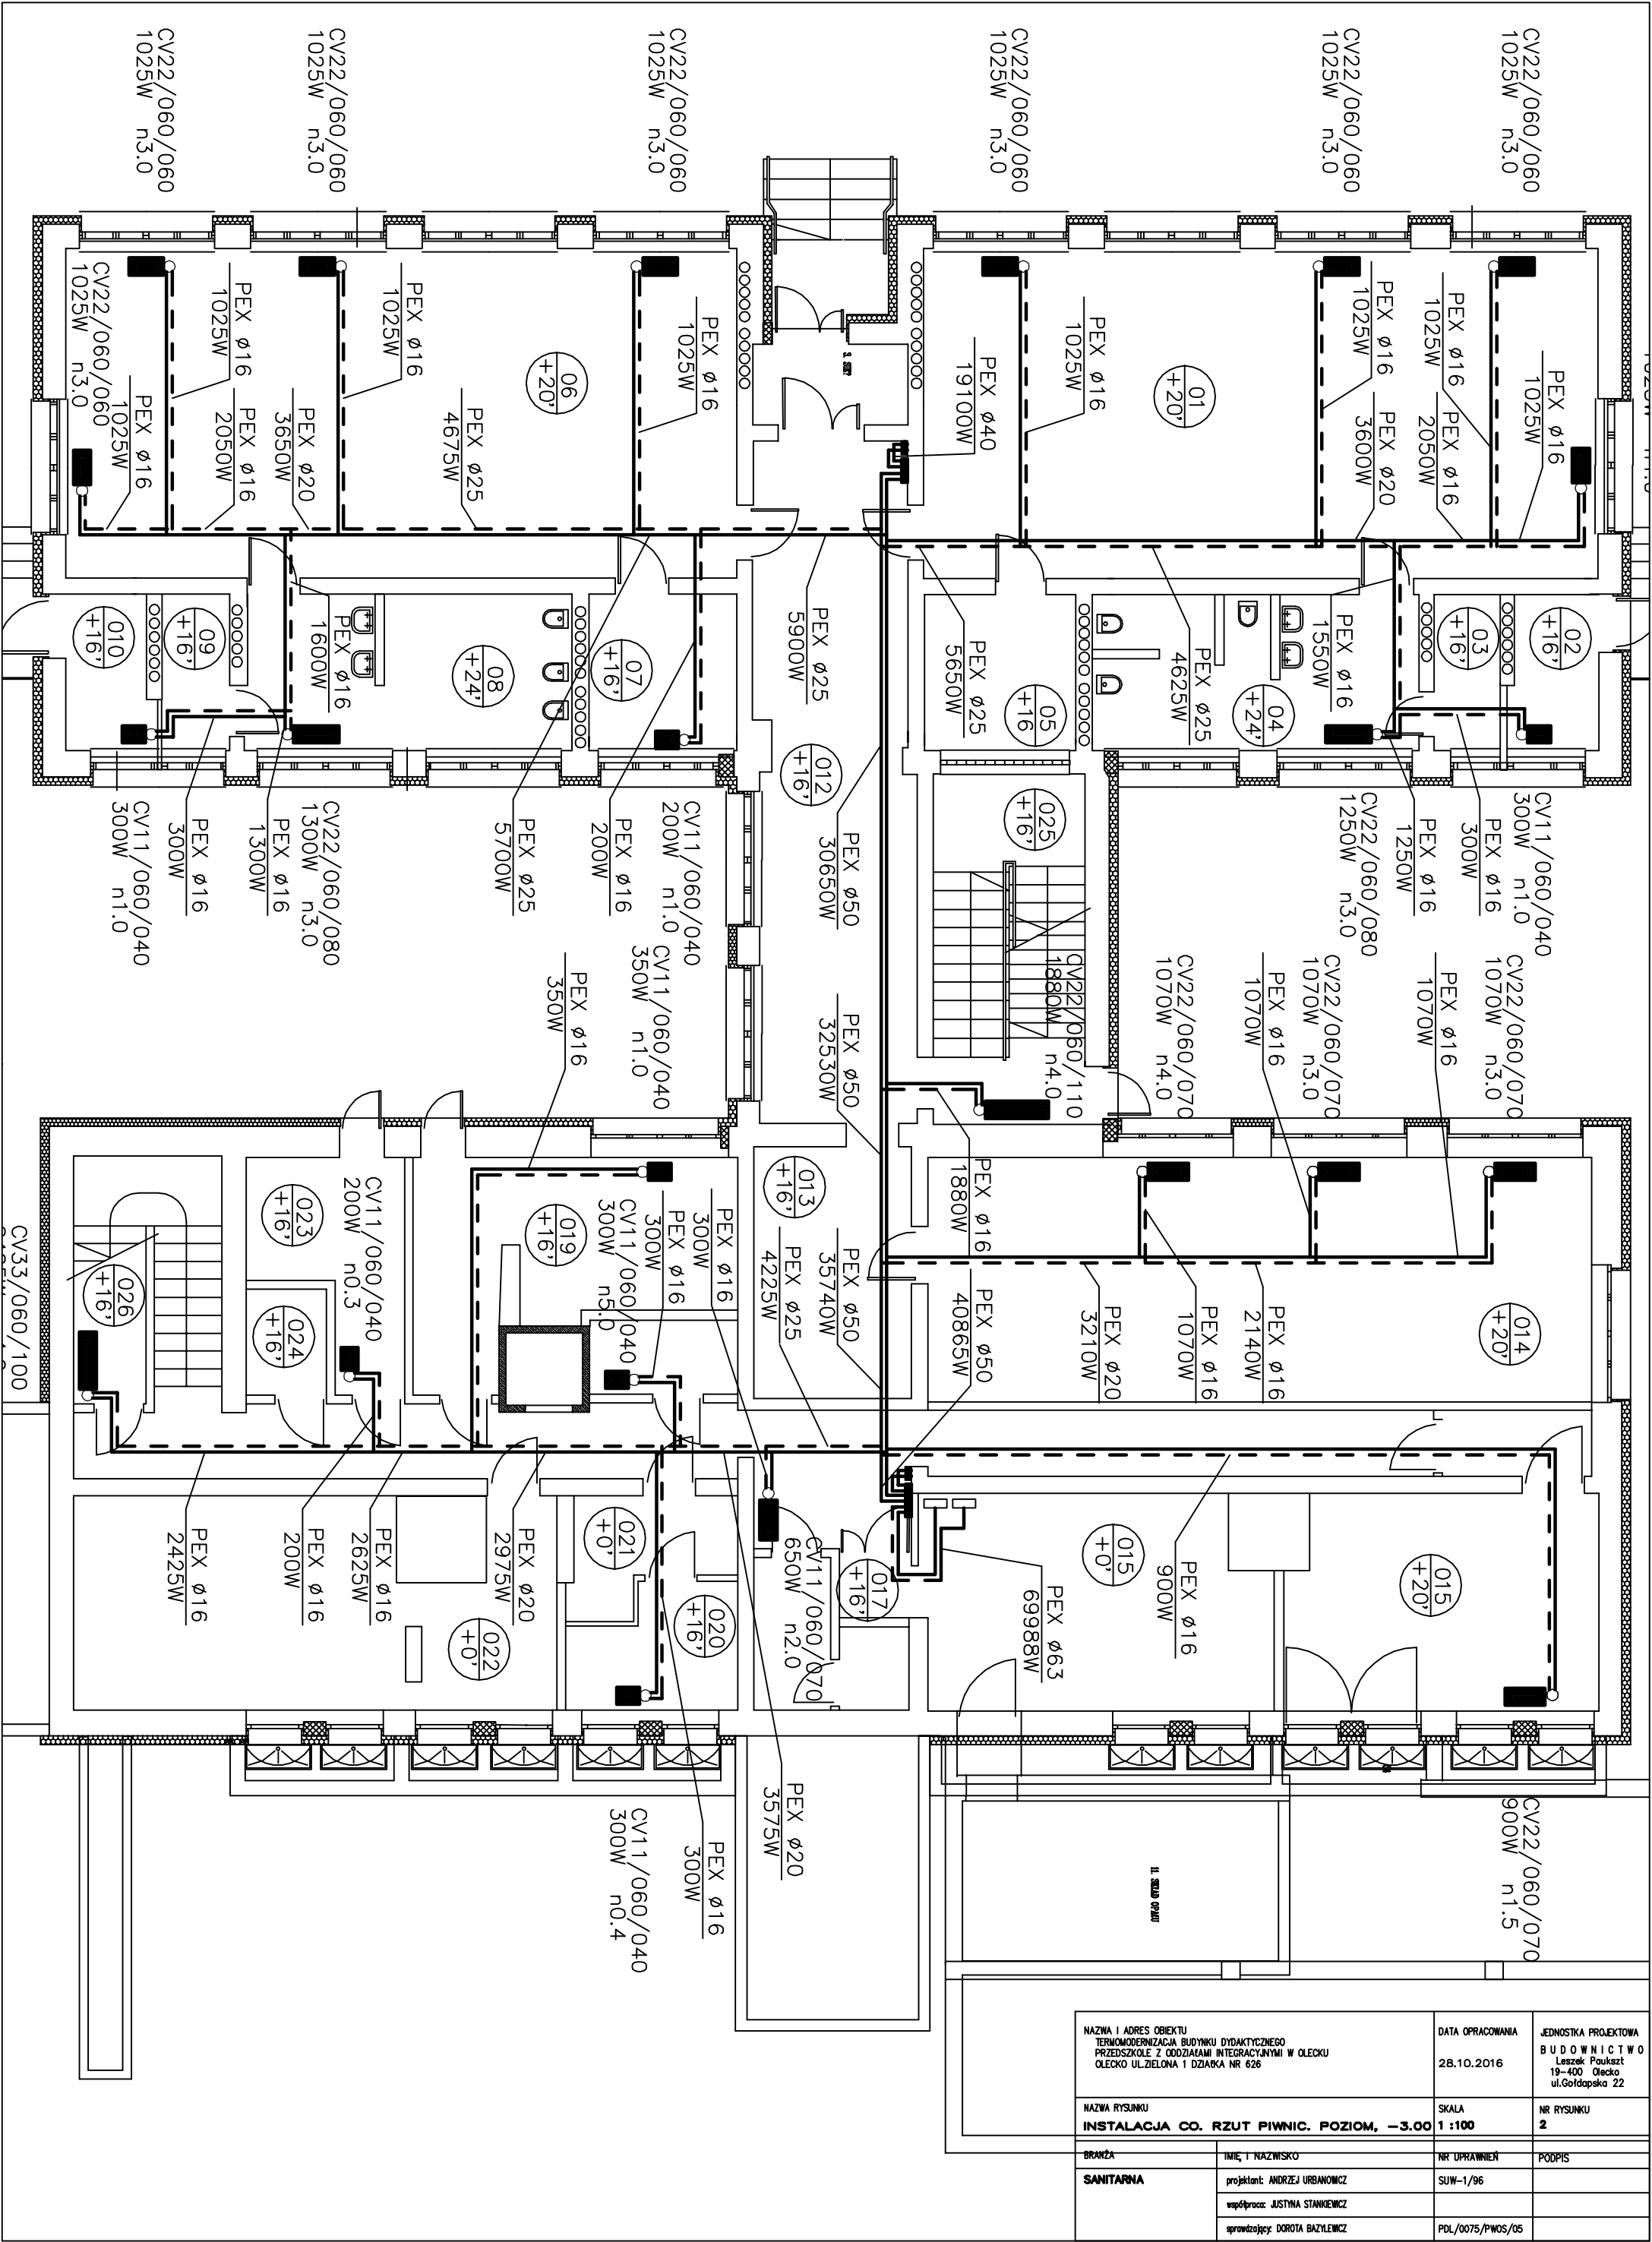 CV22/060/060
1025W n3.0
CV22/060/060
1025W n3.0
CV22/060/060
1025W n3.0
CV22/060/060
1025W n3.0
CV22/060/060
1025W n3.0
CV22/060/060
1025W n3.0
CV22/060/060
1025W n3.0
PEX ø16
1025W
PEX ø16
1025W
PEX ø16
1025W
PEX ø16
1025W
PEX ø16
2050W
PEX ø20
3650W
PEX ø25
4675W
06
+20'
PEX ø40
19100W
PEX ø16
1025W
01
+20'
PEX ø16
1025W
PEX ø16
1025W
PEX ø16
1025W
PEX ø20
3600W
PEX ø16
2050W
010
+16'
09
+16'
PEX ø16
1600W
08
+24'
07
+16'
PEX ø25
5900W
PEX ø25
5650W
05
+16
PEX ø25
4625W
04
+24'
PEX ø16
1550W
03
+16'
02
+16'
012
+16'
025
+16'
CV11/060/040
300W n1.0
PEX ø16
300W
PEX ø16
1300W
CV22/060/080
1300W n3.0
PEX ø25
5700W
PEX ø16
200W
CV11/060/040
200W n1.0
PEX ø50
30650W
CV22/060/080
1250W n3.0
PEX ø16
1250W
PEX ø16
300W
CV11/060/040
300W n1.0
PEX ø16
350W
CV11/060/040
350W n1.0
PEX ø50
32530W
CV22/060/110
1880W n4.0
CV22/060/070
1070W n4.0
PEX ø16
1070W
CV22/060/070
1070W n3.0
PEX ø16
1070W
CV22/060/070
1070W n3.0
CV33/060/100
026
+16'
023
+16'
024
+16'
CV11/060/040
200W n0.3
019
+16'
CV11/060/040
300W n5.0
PEX ø16
300W
PEX ø16
300W
013
+16'
PEX ø25
4225W
PEX ø50
35740W
PEX ø16
1880W
PEX ø50
40865W
PEX ø20
3210W
PEX ø16
1070W
PEX ø16
2140W
014
+20'
PEX ø16
2425W
PEX ø16
200W
PEX ø16
2625W
PEX ø20
2975W
022
+0'
021
+0'
020
+16'
CV11/060/070
650W n2.0
017
+16'
PEX ø63
69988W
015
+0'
PEX ø16
900W
015
+20'
CV11/060/040
300W n0.4
PEX ø16
300W
PEX ø20
3575W
11. SKŁAD OPAŁU
CV22/060/070
900W n1.5
NAZWA I ADRES OBIEKTU
TERMOMODERNIZACJA BUDYNKU DYDAKTYCZNEGO
PRZEDSZKOLE Z ODDZIAŁAMI INTEGRACYJNYMI W OLECKU
OLECKO UL.ZIELONA 1 DZIAŁKA NR 626
DATA OPRACOWANIA
28.10.2016
JEDNOSTKA PROJEKTOWA
BUDOWNICTWO
Leszek Paukszt
19-400 Olecko
ul.Gołdapska 22
NAZWA RYSUNKU
INSTALACJA CO. RZUT PIWNIC. POZIOM, -3.00
SKALA
1 :100
NR RYSUNKU
2
BRANŻA
IMIĘ I NAZWISKO
NR UPRAWNIEŃ
PODPIS
SANITARNA
projektant: ANDRZEJ URBANOWICZ
SUW-1/96
współpraca: JUSTYNA STANKIEWICZ
sprawdzający: DOROTA BAZYLEWICZ
PDL/0075/PWOS/05